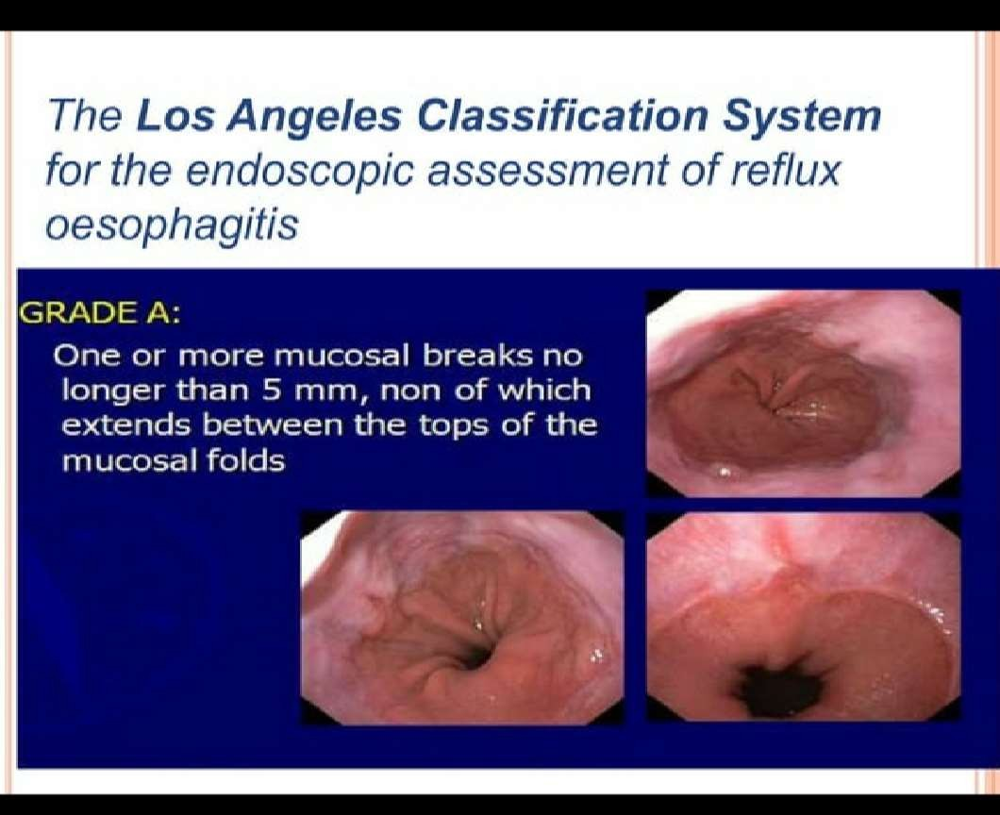 The Los Angeles Classification System
for the endoscopic assessment of reflux
oesophagitis
GRADE A:
One or more mucosal breaks no
longer than 5 mm, non of which
extends between the tops of the
mucosal folds